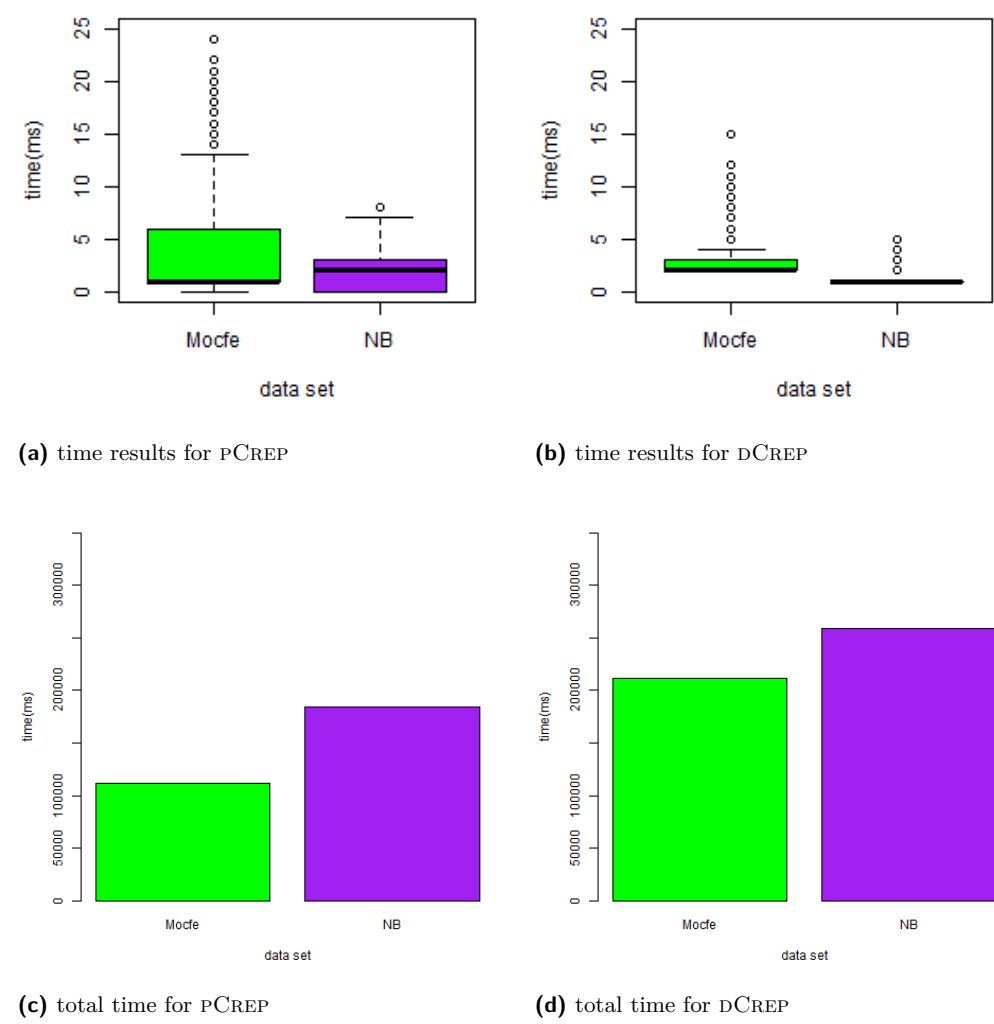 25
20
15
10
5
0
time(ms)
Mocfe NB
data set
25
20
15
10
5
0
time(ms)
Mocfe NB
data set
(a) time results for PCREP
(b) time results for DCREP
300000
200000
100000
50000
0
time(ms)
Mocfe NB
data set
300000
200000
100000
50000
0
time(ms)
Mocfe NB
data set
(c) total time for PCREP
(d) total time for DCREP